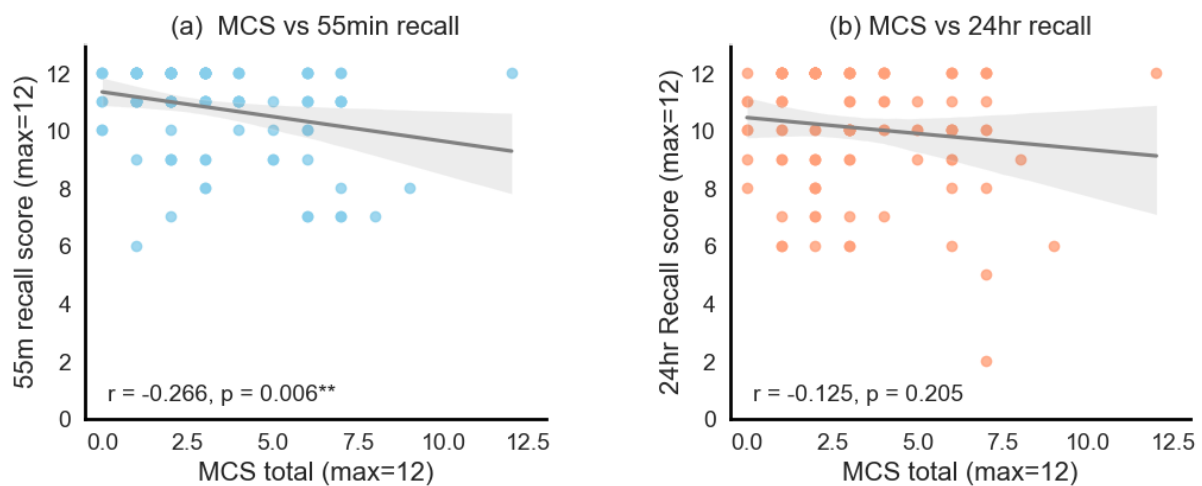 (a)  MCS vs 55min recall
55m recall score (max=12)
12
10
8
6
4
2
0
r = -0.266, p = 0.006**
0.0 2.5 5.0 7.5 10.0 12.5
MCS total (max=12)
(b) MCS vs 24hr recall
24hr Recall score (max=12)
12
10
8
6
4
2
0
r = -0.125, p = 0.205
0.0 2.5 5.0 7.5 10.0 12.5
MCS total (max=12)